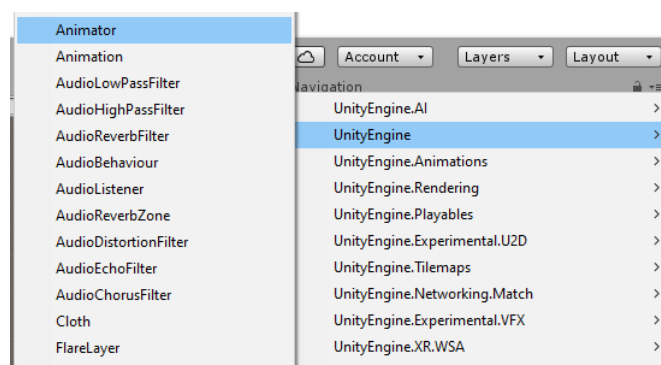 Animator
Animation
AudioLowPassFilter
AudioHighPassFilter
AudioReverbFilter
AudioBehaviour
AudioListener
AudioReverbZone
AudioDistortionFilter
AudioEchoFilter
AudioChorusFilter
Cloth
FlareLayer
Account
Layers
Layout
Navigation
UnityEngine.AI
UnityEngine
UnityEngine.Animations
UnityEngine.Rendering
UnityEngine.Playables
UnityEngine.Experimental.U2D
UnityEngine.Tilemaps
UnityEngine.Networking.Match
UnityEngine.Experimental.VFX
UnityEngine.XR.WSA